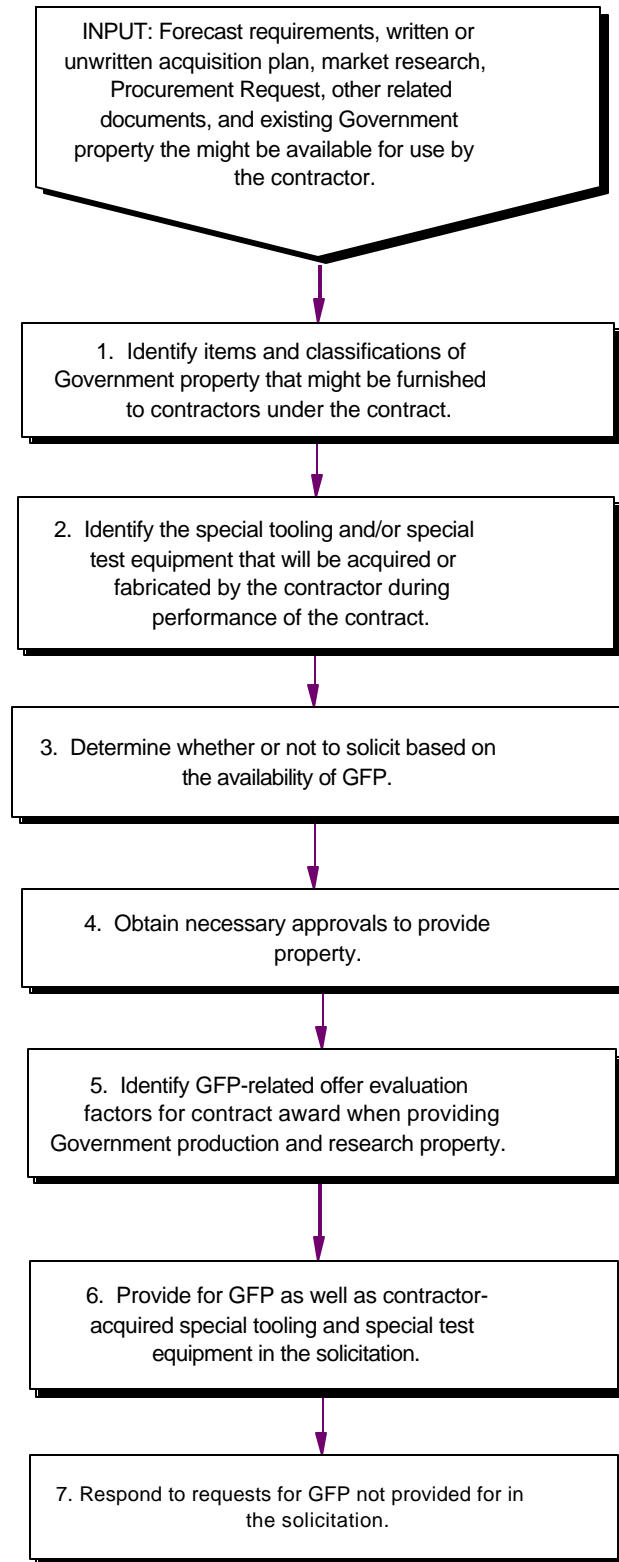 INPUT: Forecast requirements, written or
unwritten acquisition plan, market research,
Procurement Request, other related
documents, and existing Government
property the might be available for use by
the contractor.
1. Identify items and classifications of
Government property that might be furnished
to contractors under the contract.
2. Identify the special tooling and/or special
test equipment that will be acquired or
fabricated by the contractor during
performance of the contract.
3. Determine whether or not to solicit based on
the availability of GFP.
4. Obtain necessary approvals to provide
property.
5. Identify GFP-related offer evaluation
factors for contract award when providing
Government production and research property.
6. Provide for GFP as well as contractor-
acquired special tooling and special test
equipment in the solicitation.
7. Respond to requests for GFP not provided for in
the solicitation.